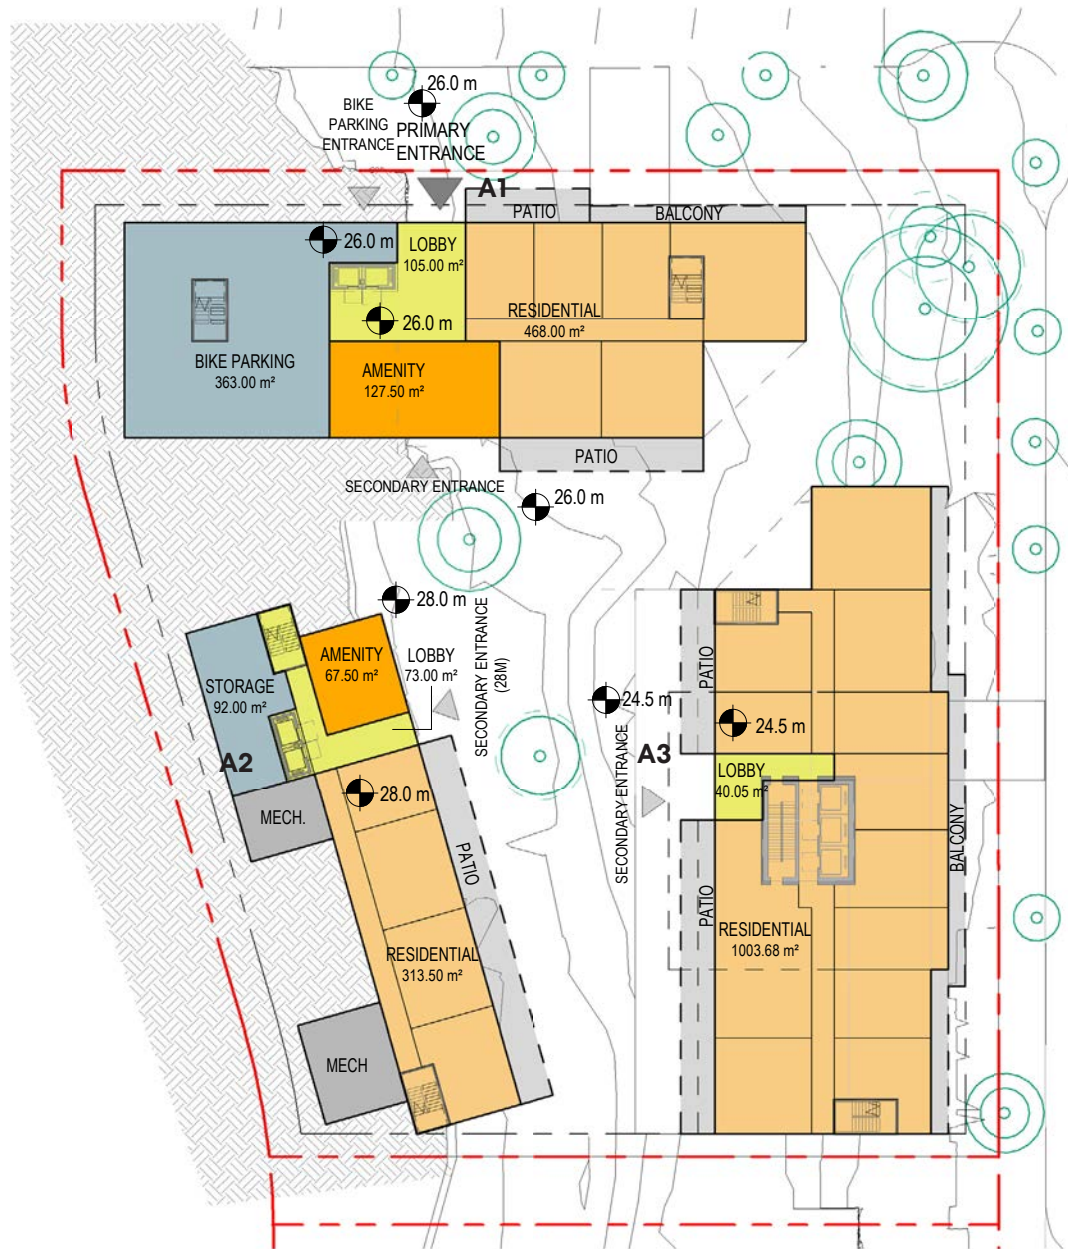 26.0 m
BIKE
PARKING
ENTRANCE
PRIMARY
ENTRANCE
A1
PATIO
BALCONY
26.0 m
LOBBY
105.00 m²
26.0 m
RESIDENTIAL
468.00 m²
BIKE PARKING
363.00 m²
AMENITY
127.50 m²
PATIO
SECONDARY ENTRANCE
26.0 m
28.0 m
AMENITY
67.50 m²
LOBBY
73.00 m²
SECONDARY ENTRANCE
(28M)
STORAGE
92.00 m²
A2
28.0 m
MECH.
PATIO
RESIDENTIAL
313.50 m²
MECH
24.5 m
SECONDARY ENTRANCE
A3
PATIO
24.5 m
LOBBY
40.05 m²
BALCONY
PATIO
RESIDENTIAL
1003.68 m²